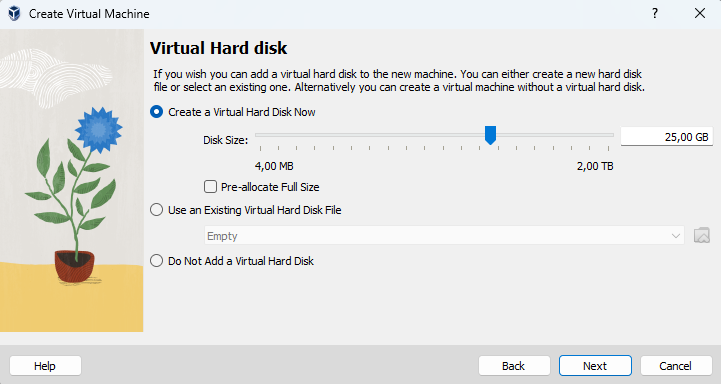 Create Virtual Machine
?
Virtual Hard disk
If you wish you can add a virtual hard disk to the new machine. You can either create a new hard disk
file or select an existing one. Alternatively you can create a virtual machine without a virtual hard disk.
Create a Virtual Hard Disk Now
Disk Size:
25,00 GB
4,00 MB
2,00 TB
Pre-allocate Full Size
Use an Existing Virtual Hard Disk File
Empty
Do Not Add a Virtual Hard Disk
Help
Back
Next
Cancel